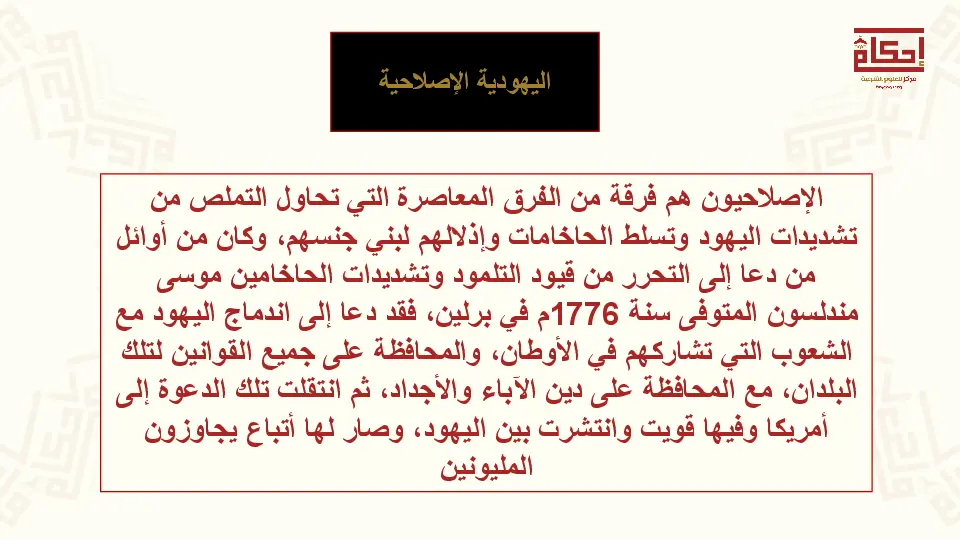 إحكام
مركز للعلوم الشرعية
اليهودية الإصلاحية
الإصلاحيون هم فرقة من الفرق المعاصرة التي تحاول التملص من
تشديدات اليهود وتسلط الحاخامات وإذلالهم لبني جنسهم، وكان من أوائل
من دعا إلى التحرر من قيود التلمود وتشديدات الحاخامين موسى
مندلسون المتوفى سنة 1776م في برلين، فقد دعا إلى اندماج اليهود مع
الشعوب التي تشاركهم في الأوطان، والمحافظة على جميع القوانين لتلك
البلدان، مع المحافظة على دين الآباء والأجداد، ثم انتقلت تلك الدعوة إلى
أمريكا وفيها قويت وانتشرت بين اليهود، وصار لها أتباع يجاوزون
المليونين